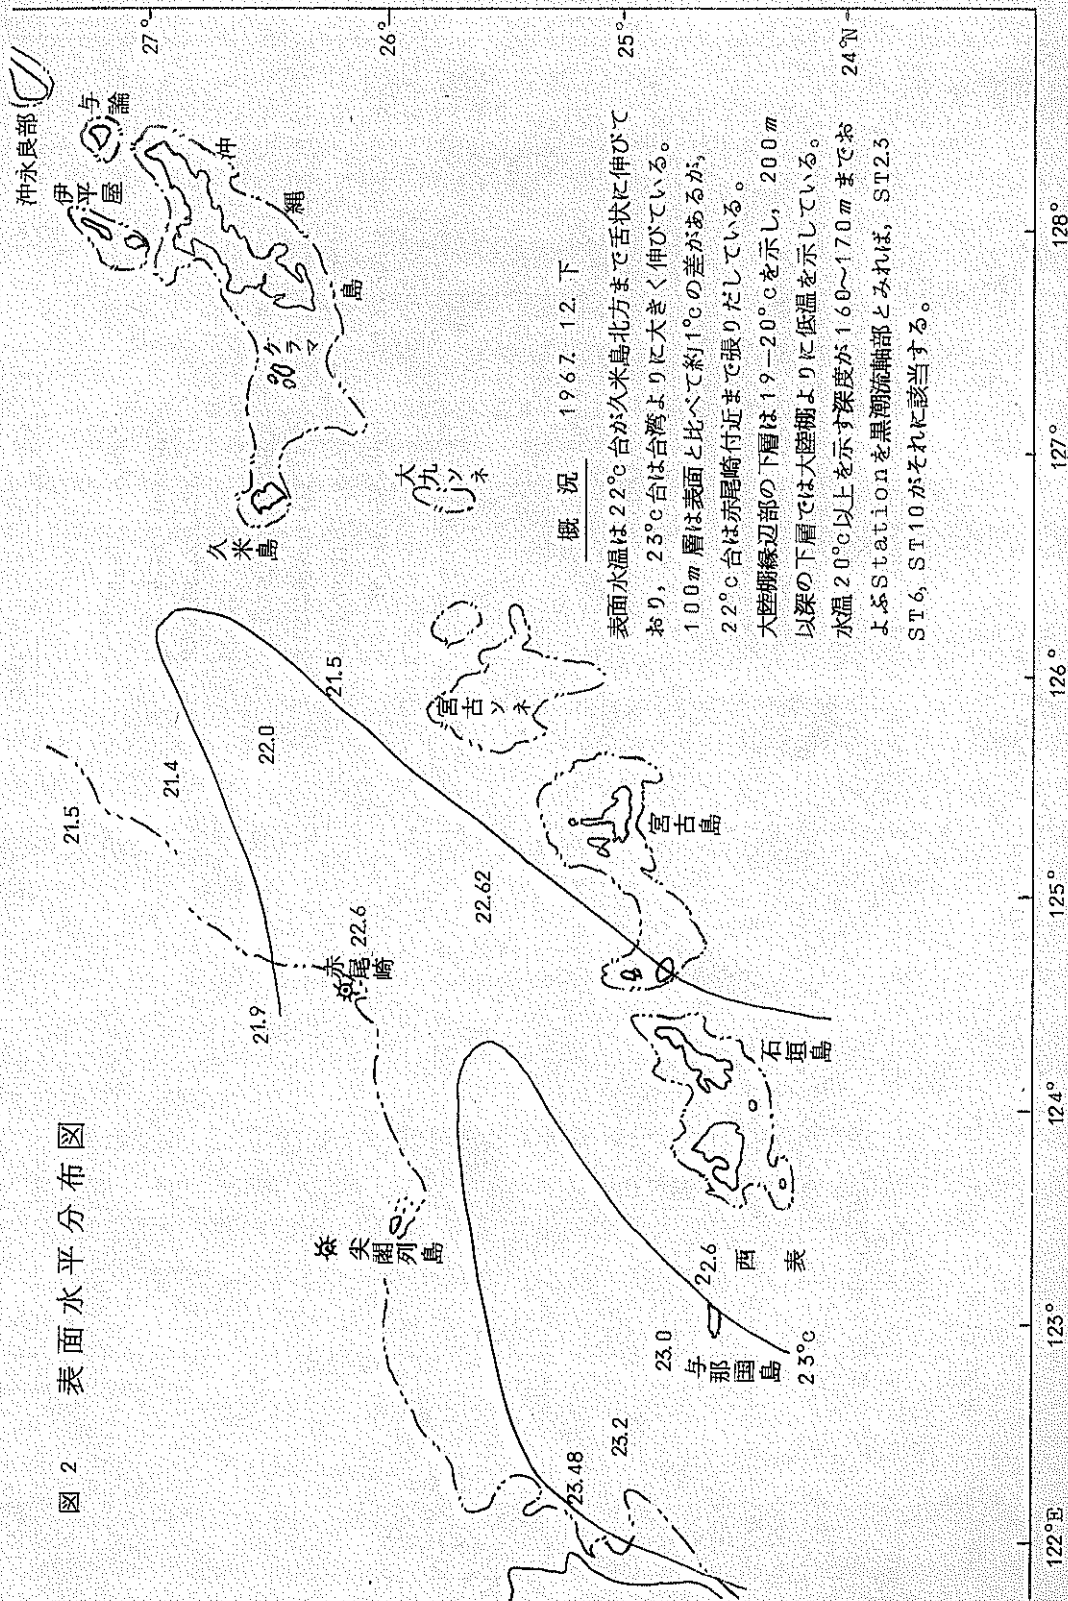 図2 表面水平分布図
沖永良部
与論
伊平屋
沖縄島
ケラマ
久米島
大九ソネ
宮古ソネ
宮古島
石垣島
西表
与那国島
尖閣列島
赤尾崎
21.5
21.4
22.0
21.5
21.9
22.6
22.62
22.6
23.0
23°C
23.48
23.2
27°
26°
25°
24°N
122°E
123°
124°
125°
126°
127°
128°
概況 1967. 12. 下
表面水温は22°c台が久米島北方まで舌状に伸びて
おり, 23°c台は台湾よりに大きく伸びている。
100m層は表面と比べて約1°cの差があるが,
22°c台は赤尾崎付近まで張りだしている。
大陸棚縁辺部の下層は19-20°cを示し, 200m
以深の下層では大陸棚よりに低温を示している。
水温20°c以上を示す深度が160~170mまでお
よぶStationを黒潮流軸部とみれば, ST23
ST6, ST10がそれに該当する。